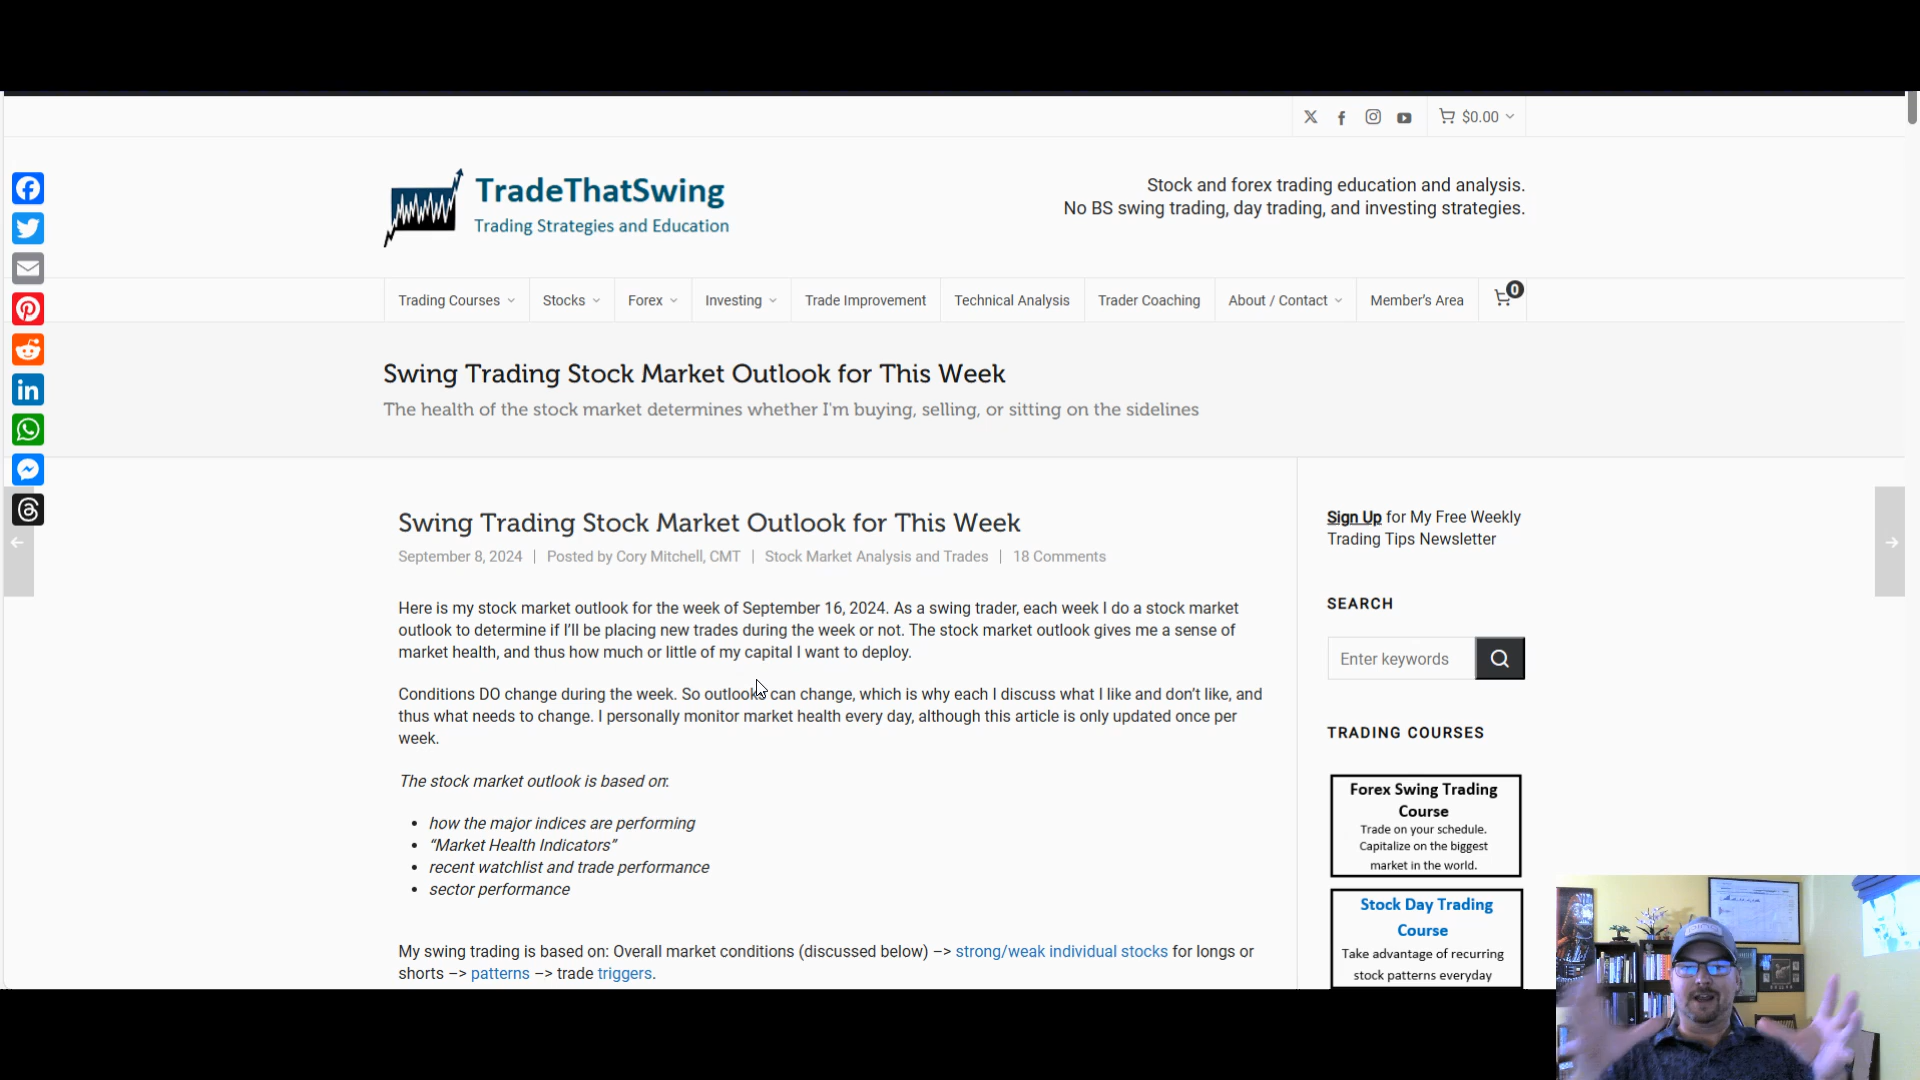 $0.00
TradeThatSwing
Trading Strategies and Education
Stock and forex trading education and analysis.
No BS swing trading, day trading, and investing strategies.
Trading Courses
Stocks
Forex
Investing
Trade Improvement
Technical Analysis
Trader Coaching
About / Contact
Member's Area
0
Swing Trading Stock Market Outlook for This Week
The health of the stock market determines whether I'm buying, selling, or sitting on the sidelines
Swing Trading Stock Market Outlook for This Week
September 8, 2024 | Posted by Cory Mitchell, CMT | Stock Market Analysis and Trades | 18 Comments
Here is my stock market outlook for the week of September 16, 2024. As a swing trader, each week I do a stock market
outlook to determine if I'll be placing new trades during the week or not. The stock market outlook gives me a sense of
market health, and thus how much or little of my capital I want to deploy.
Conditions DO change during the week. So outlooks can change, which is why each I discuss what I like and don't like, and
thus what needs to change. I personally monitor market health every day, although this article is only updated once per
week.
The stock market outlook is based on:
• how the major indices are performing
• “Market Health Indicators”
• recent watchlist and trade performance
• sector performance
My swing trading is based on: Overall market conditions (discussed below) –> strong/weak individual stocks for longs or
shorts –> patterns –> trade triggers.
Sign Up for My Free Weekly
Trading Tips Newsletter
SEARCH
Enter keywords
TRADING COURSES
Forex Swing Trading
Course
Trade on your schedule.
Capitalize on the biggest
market in the world.
Stock Day Trading
Course
Take advantage of recurring
stock patterns everyday